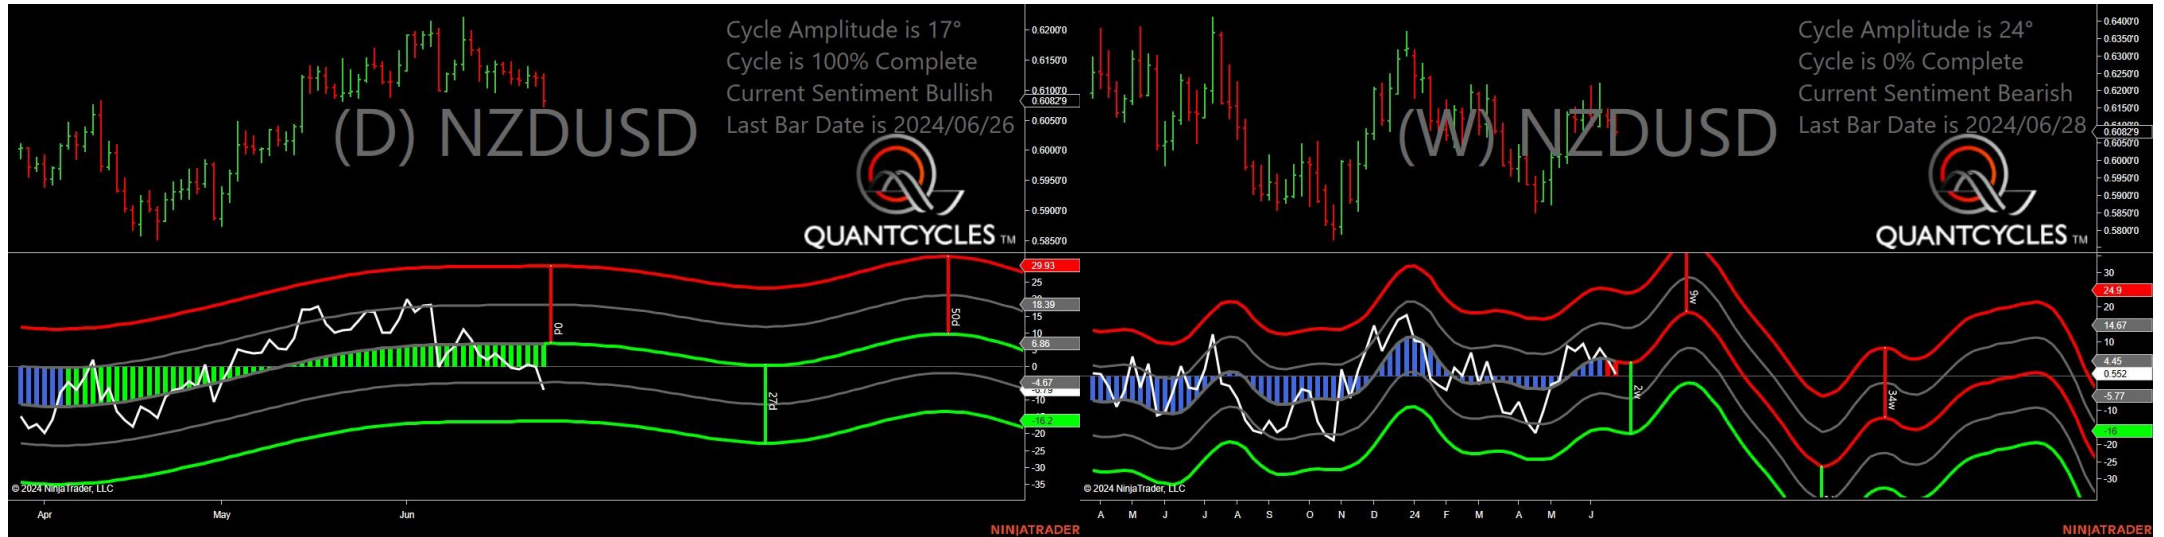 Cycle Amplitude is 17°
Cycle is 100% Complete
Current Sentiment Bullish
Last Bar Date is 2024/06/26
(D) NZDUSD
QUANTCYCLES TM
0.6200'0
0.6150'0
0.6100'0
0.6082'9
0.6050'0
0.6000'0
0.5950'0
0.5900'0
0.5850'0
0d
50d
27d
29.93
25
18.39
15
10
6.86
0
-4.67
-10
-16.2
-20
-25
-30
-35
© 2024 NinjaTrader, LLC
Apr May Jun
NINJATRADER
Cycle Amplitude is 24°
Cycle is 0% Complete
Current Sentiment Bearish
Last Bar Date is 2024/06/28
(W) NZDUSD
QUANTCYCLES TM
0.6400'0
0.6350'0
0.6300'0
0.6250'0
0.6200'0
0.6150'0
0.6082'9
0.6050'0
0.6000'0
0.5950'0
0.5900'0
0.5850'0
0.5800'0
9w
2w
34w
30
24.9
20
14.67
10
4.45
0.552
-5.77
-10
-16
-20
-25
-30
© 2024 NinjaTrader, LLC
A M J J A S O N D 24 F M A M J
NINJATRADER